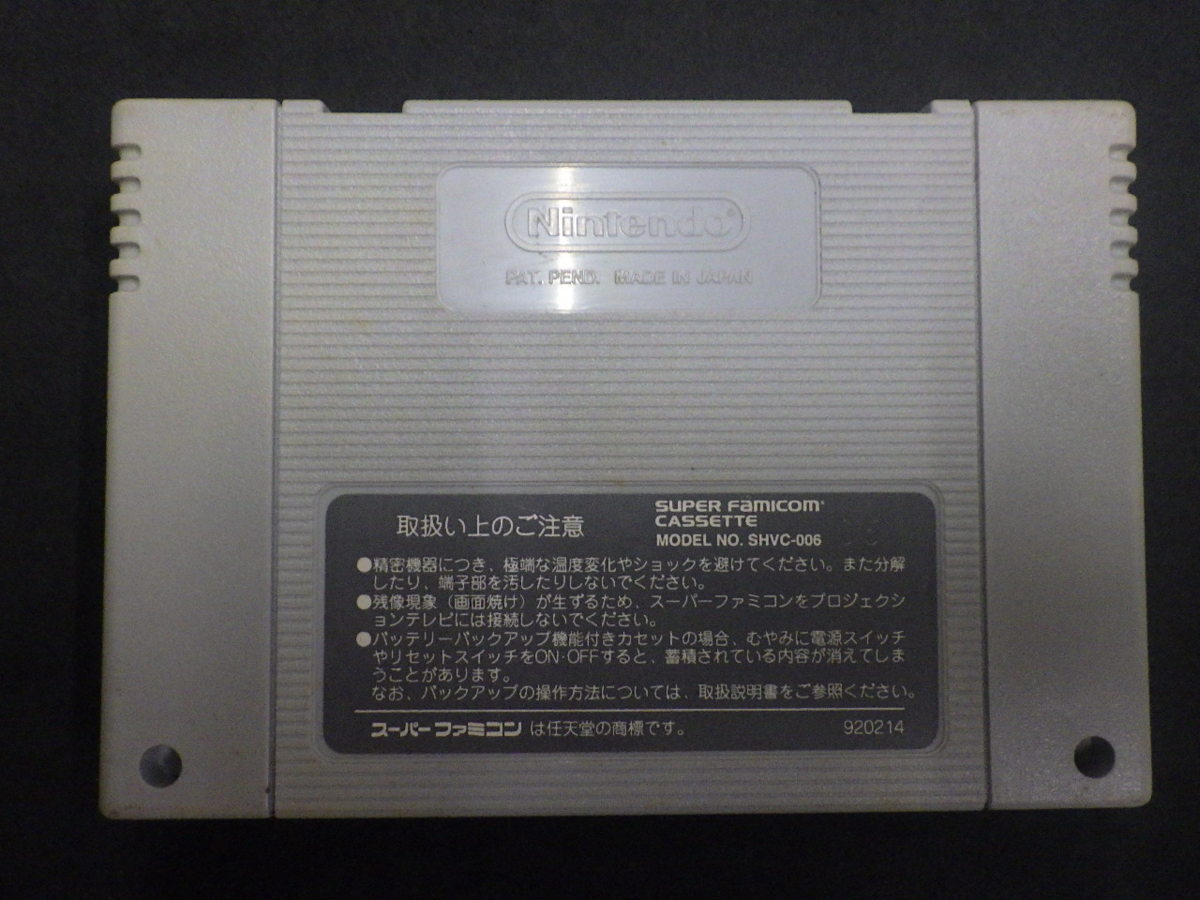 Nintendo®
PAT. PEND. MADE IN JAPAN
取扱い上のご注意
SUPER FAMICOM
CASSETTE
MODEL NO. SHVC-006
●精密機器につき、極端な温度変化やショックを避けてください。また分解
したり、端子部を汚したりしないでください。
●残像現象(画面焼け)が生ずるため、スーパーファミコンをプロジェクシ
ョンテレビには接続しないでください。
●バッテリーバックアップ機能付きカセットの場合、むやみに電源スイッチ
やリセットスイッチをON・OFFすると、蓄積されている内容が消えてしま
うことがあります。
なお、バックアップの操作方法については、取扱説明書をご参照ください。
スーパーファミコン は任天堂の商標です。
920214